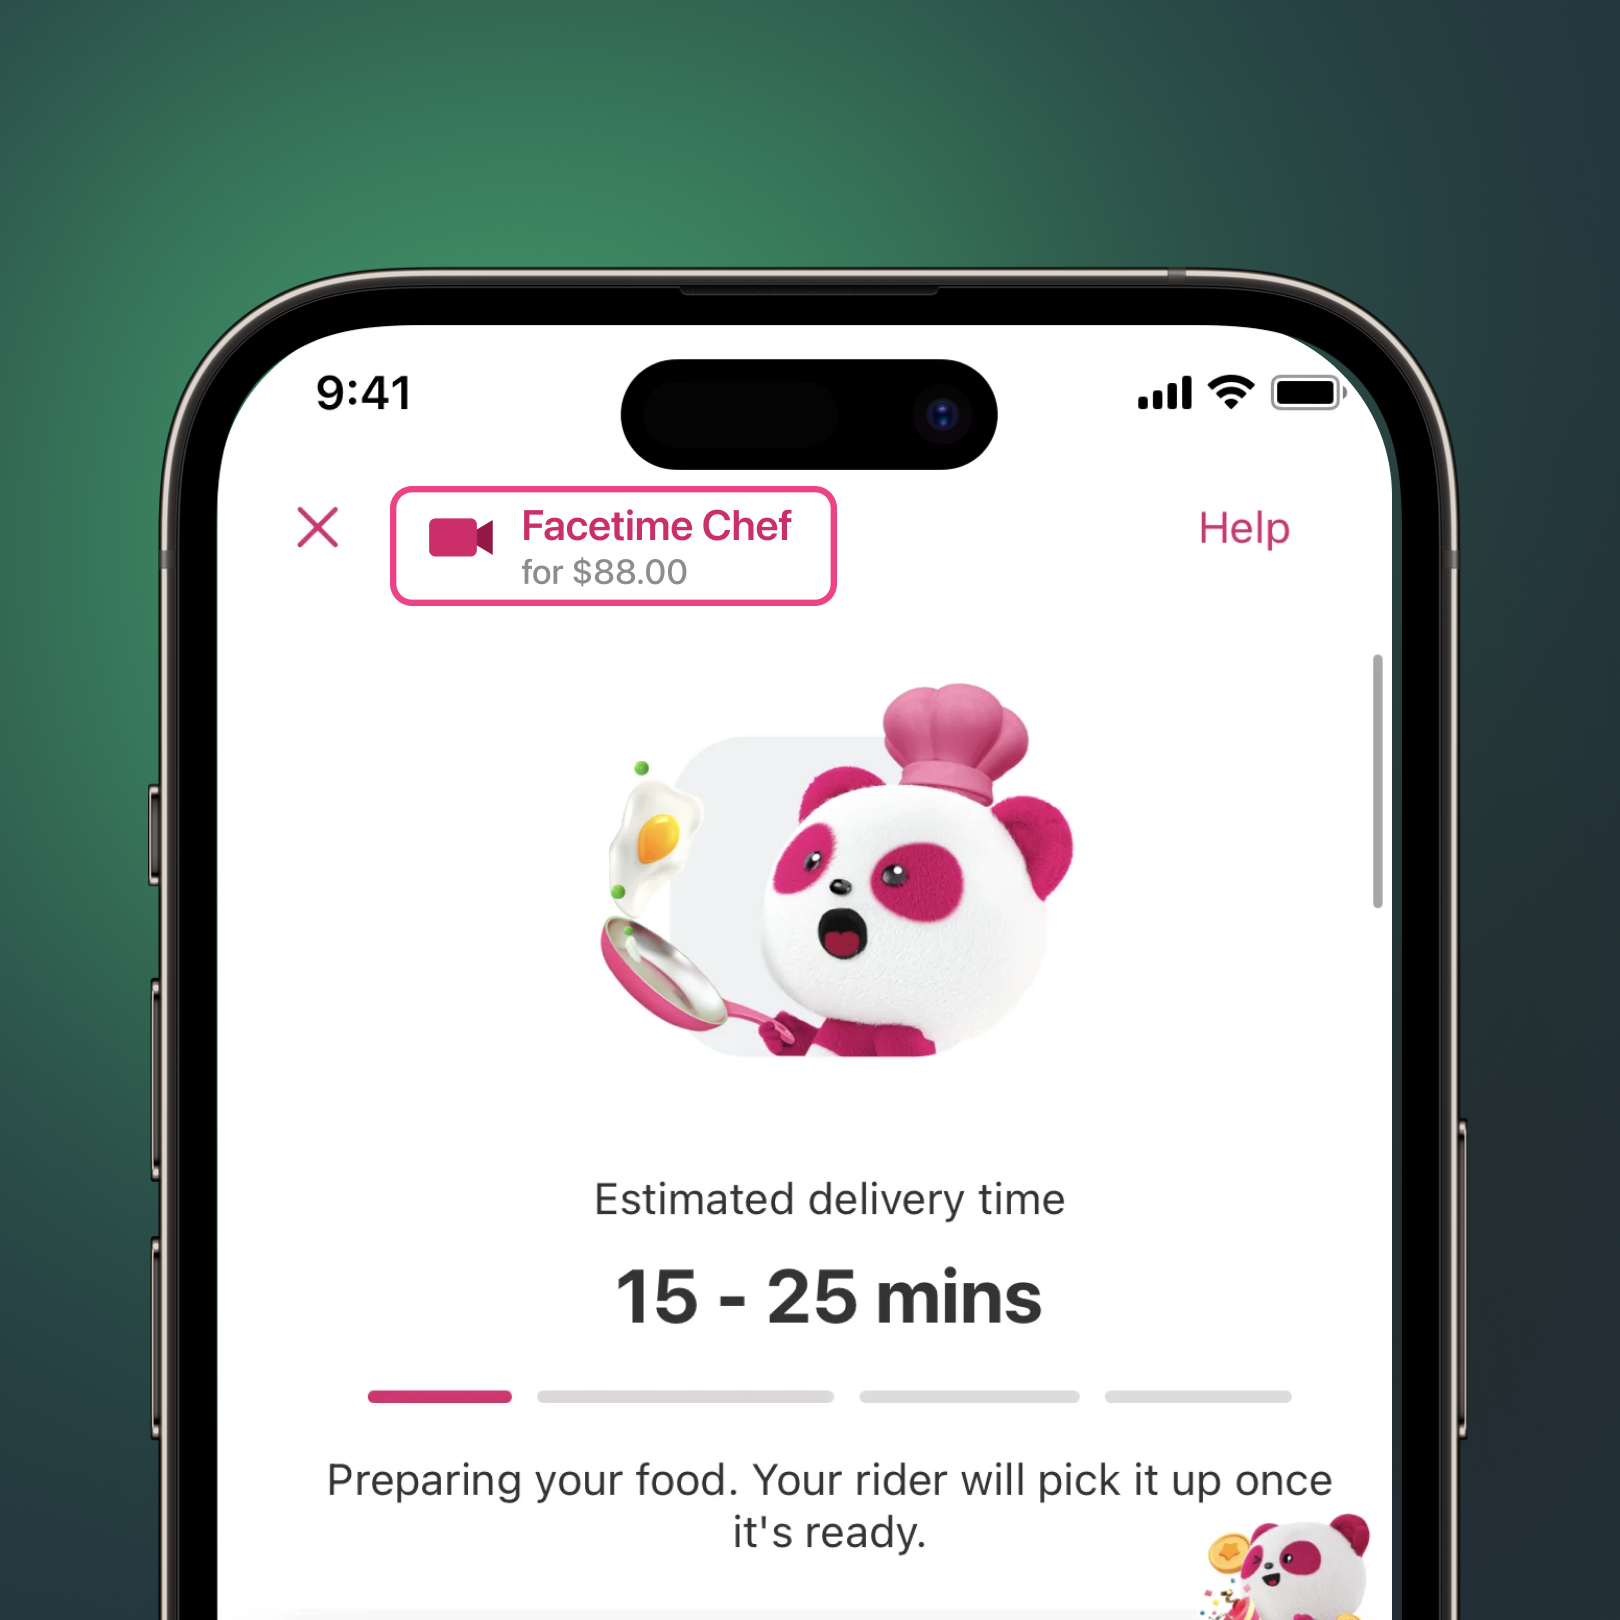 9:41
Facetime Chef
for $88.00
Help
Estimated delivery time
15 - 25 mins
Preparing your food. Your rider will pick it up once
it's ready.